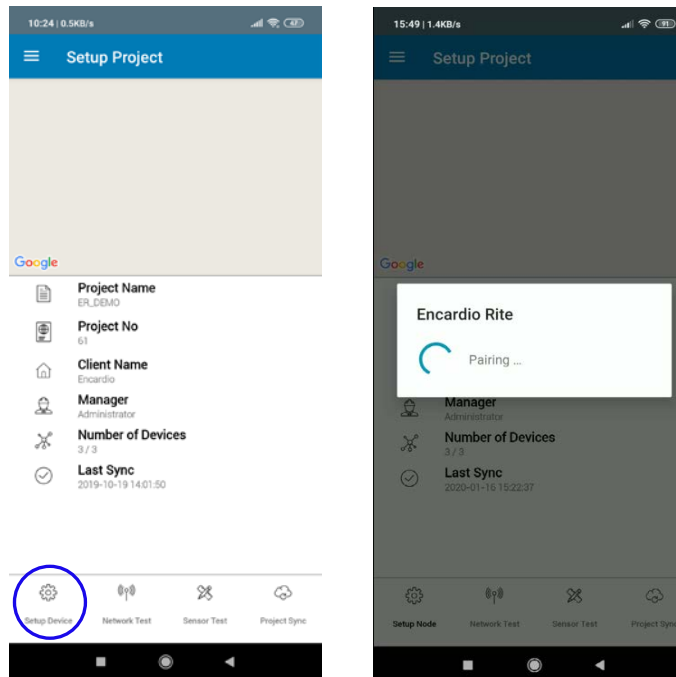 10:24 | 0.5KB/s 47
Setup Project
Google
Project Name
ER_DEMO
Project No
61
Client Name
Encardio
Manager
Administrator
Number of Devices
3 / 3
Last Sync
2019-10-19 14:01:50
Setup Device Network Test Sensor Test Project Sync
15:49 | 1.4KB/s 91
Setup Project
Google
Encardio Rite
Pairing ...
Manager
Administrator
Number of Devices
3 / 3
Last Sync
2020-01-16 15:22:37
Setup Node Network Test Sensor Test Project Sync